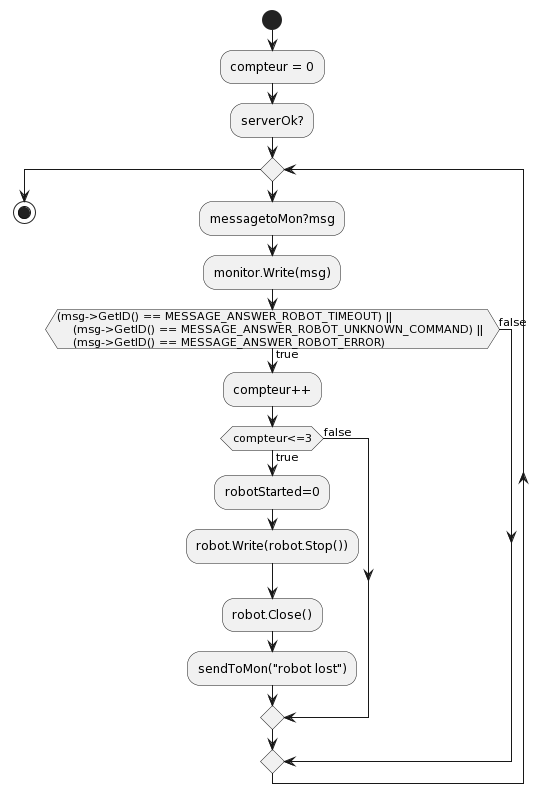 compteur = 0
serverOk?
messagetoMon?msg
monitor.Write(msg)
(msg->GetID() == MESSAGE_ANSWER_ROBOT_TIMEOUT) ||
(msg->GetID() == MESSAGE_ANSWER_ROBOT_UNKNOWN_COMMAND) ||
(msg->GetID() == MESSAGE_ANSWER_ROBOT_ERROR)
false
true
compteur++
compteur<=3
false
true
robotStarted=0
robot.Write(robot.Stop())
robot.Close()
sendToMon("robot lost")